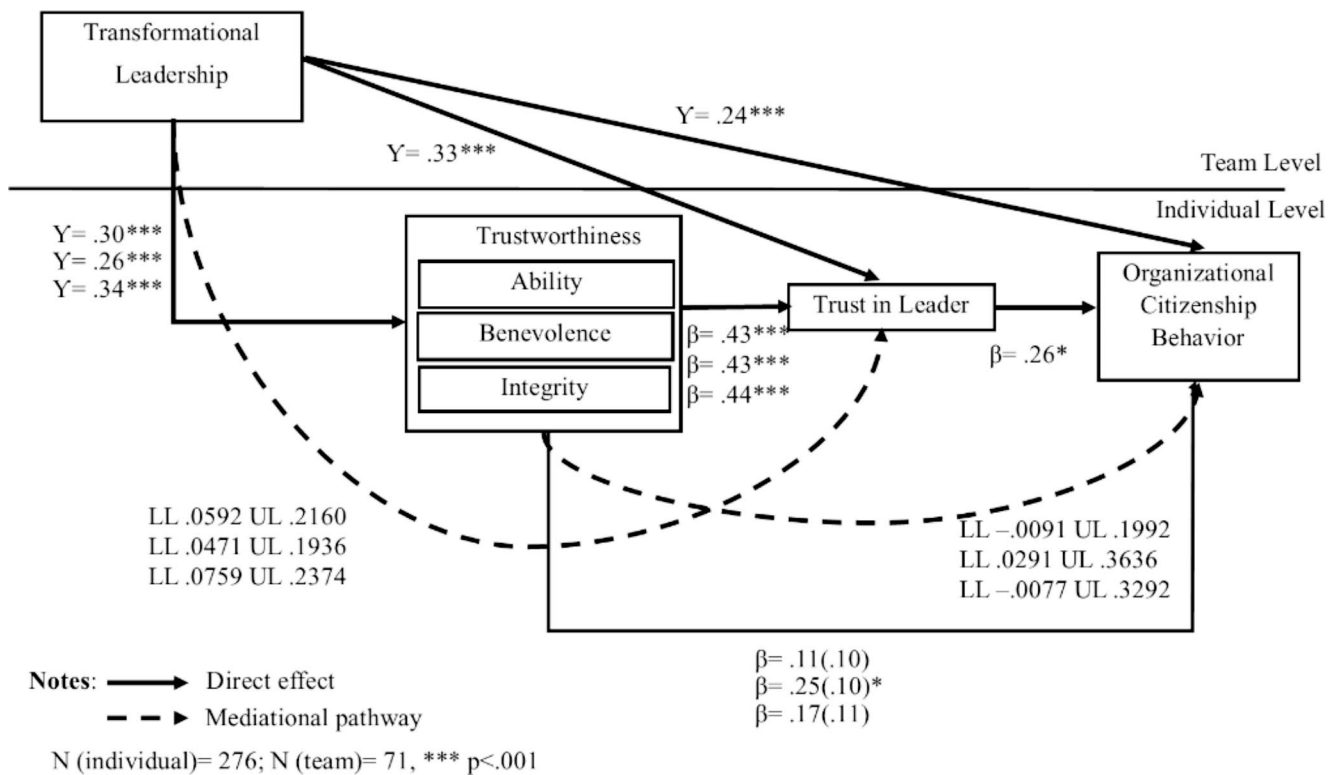 Transformational
Leadership
ϒ= .24***
ϒ= .33***
Team Level
Individual Level
ϒ= .30***
ϒ= .26***
ϒ= .34***
Trustworthiness
Ability
Benevolence
Integrity
β= .43***
β= .43***
β= .44***
Trust in Leader
β= .26*
Organizational
Citizenship
Behavior
LL .0592 UL .2160
LL .0471 UL .1936
LL .0759 UL .2374
LL –.0091 UL .1992
LL .0291 UL .3636
LL –.0077 UL .3292
β= .11(.10)
β= .25(.10)*
β= .17(.11)
Notes: Direct effect
Mediational pathway
N (individual)= 276; N (team)= 71, *** p<.001